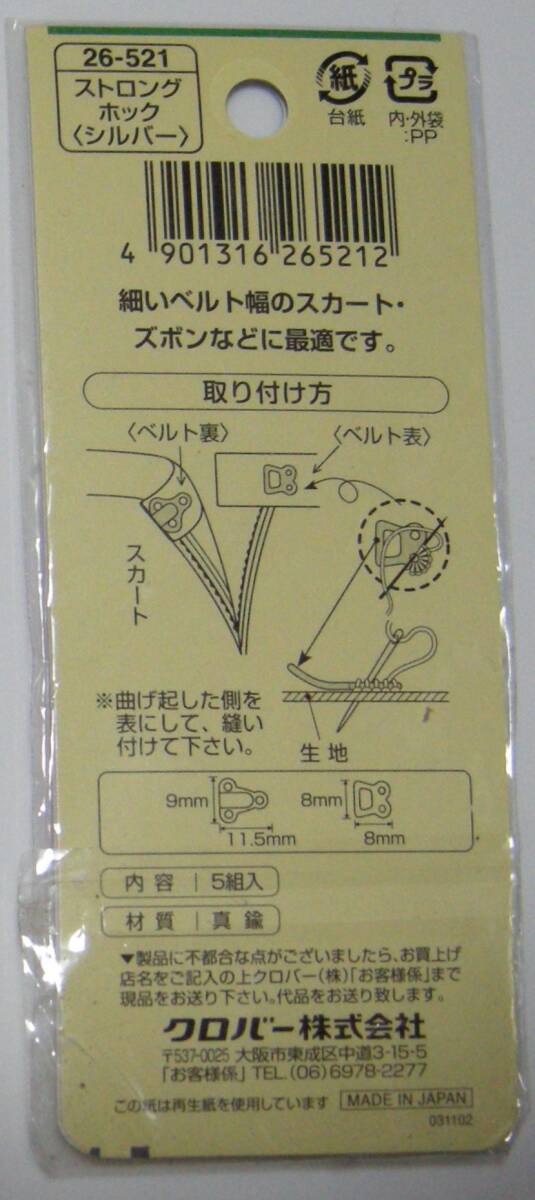 26-521
ストロング
ホック
〈シルバー〉
紙
台紙
プラ
内・外袋
:PP
4 901316 265212
細いベルト幅のスカート・
ズボンなどに最適です。
取り付け方
〈ベルト裏〉
〈ベルト表〉
スカート
※曲げ起した側を
表にして、縫い
付けて下さい。
生地
9mm
11.5mm
8mm
8mm
内容 5組入
材質 真鍮
▼製品に不都合な点がございましたら、お買上げ
店名をご記入の上クロバー(株)「お客様係」まで
現品をお送り下さい。代品をお送り致します。
クロバー株式会社
〒537-0025 大阪市東成区中道3-15-5
「お客様係」TEL.(06)6978-2277
この紙は再生紙を使用しています MADE IN JAPAN
031102